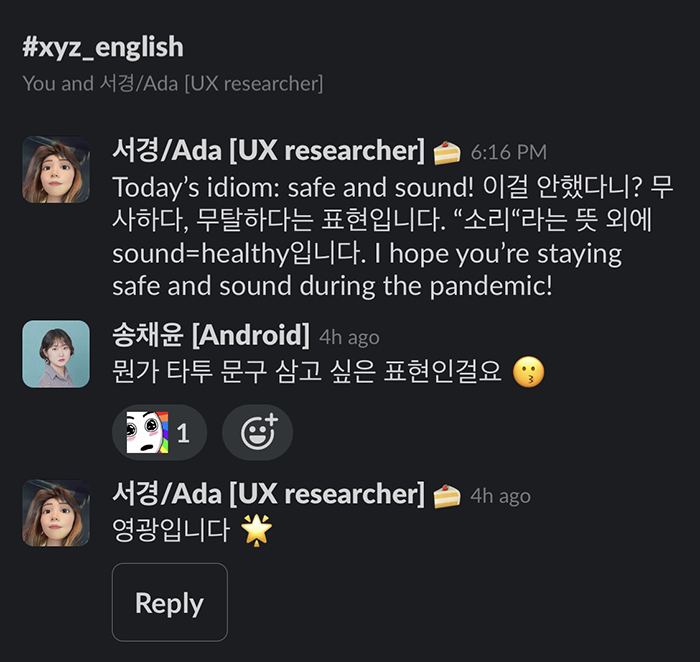 #xyz_english
You and 서경/Ada [UX researcher]
서경/Ada [UX researcher] 6:16 PM
Today’s idiom: safe and sound! 이걸 안했다니? 무
사하다, 무탈하다는 표현입니다. “소리“라는 뜻 외에
sound=healthy입니다. I hope you’re staying
safe and sound during the pandemic!
송채윤 [Android] 4h ago
뭔가 타투 문구 삼고 싶은 표현인걸요 😗
1
서경/Ada [UX researcher] 4h ago
영광입니다 🌟
Reply